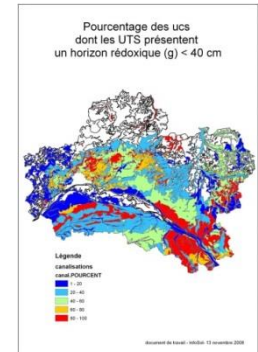 Pourcentage des ucs
dont les UTS présentent
un horizon rédoxique (g) < 40 cm
Légende
canalisations
canal.POURCENT
1 - 20
20 - 40
40 - 60
60 - 80
80 - 100
document de travail - InfoSol- 13 novembre 2008